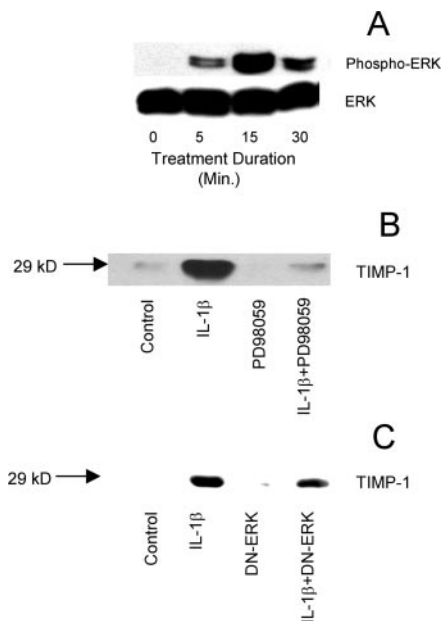 A
Phospho-ERK
ERK
0 5 15 30
Treatment Duration
(Min.)
B
29 kD
TIMP-1
Control
IL-1β
PD98059
IL-1β+PD98059
C
29 kD
TIMP-1
Control
IL-1β
DN-ERK
IL-1β+DN-ERK